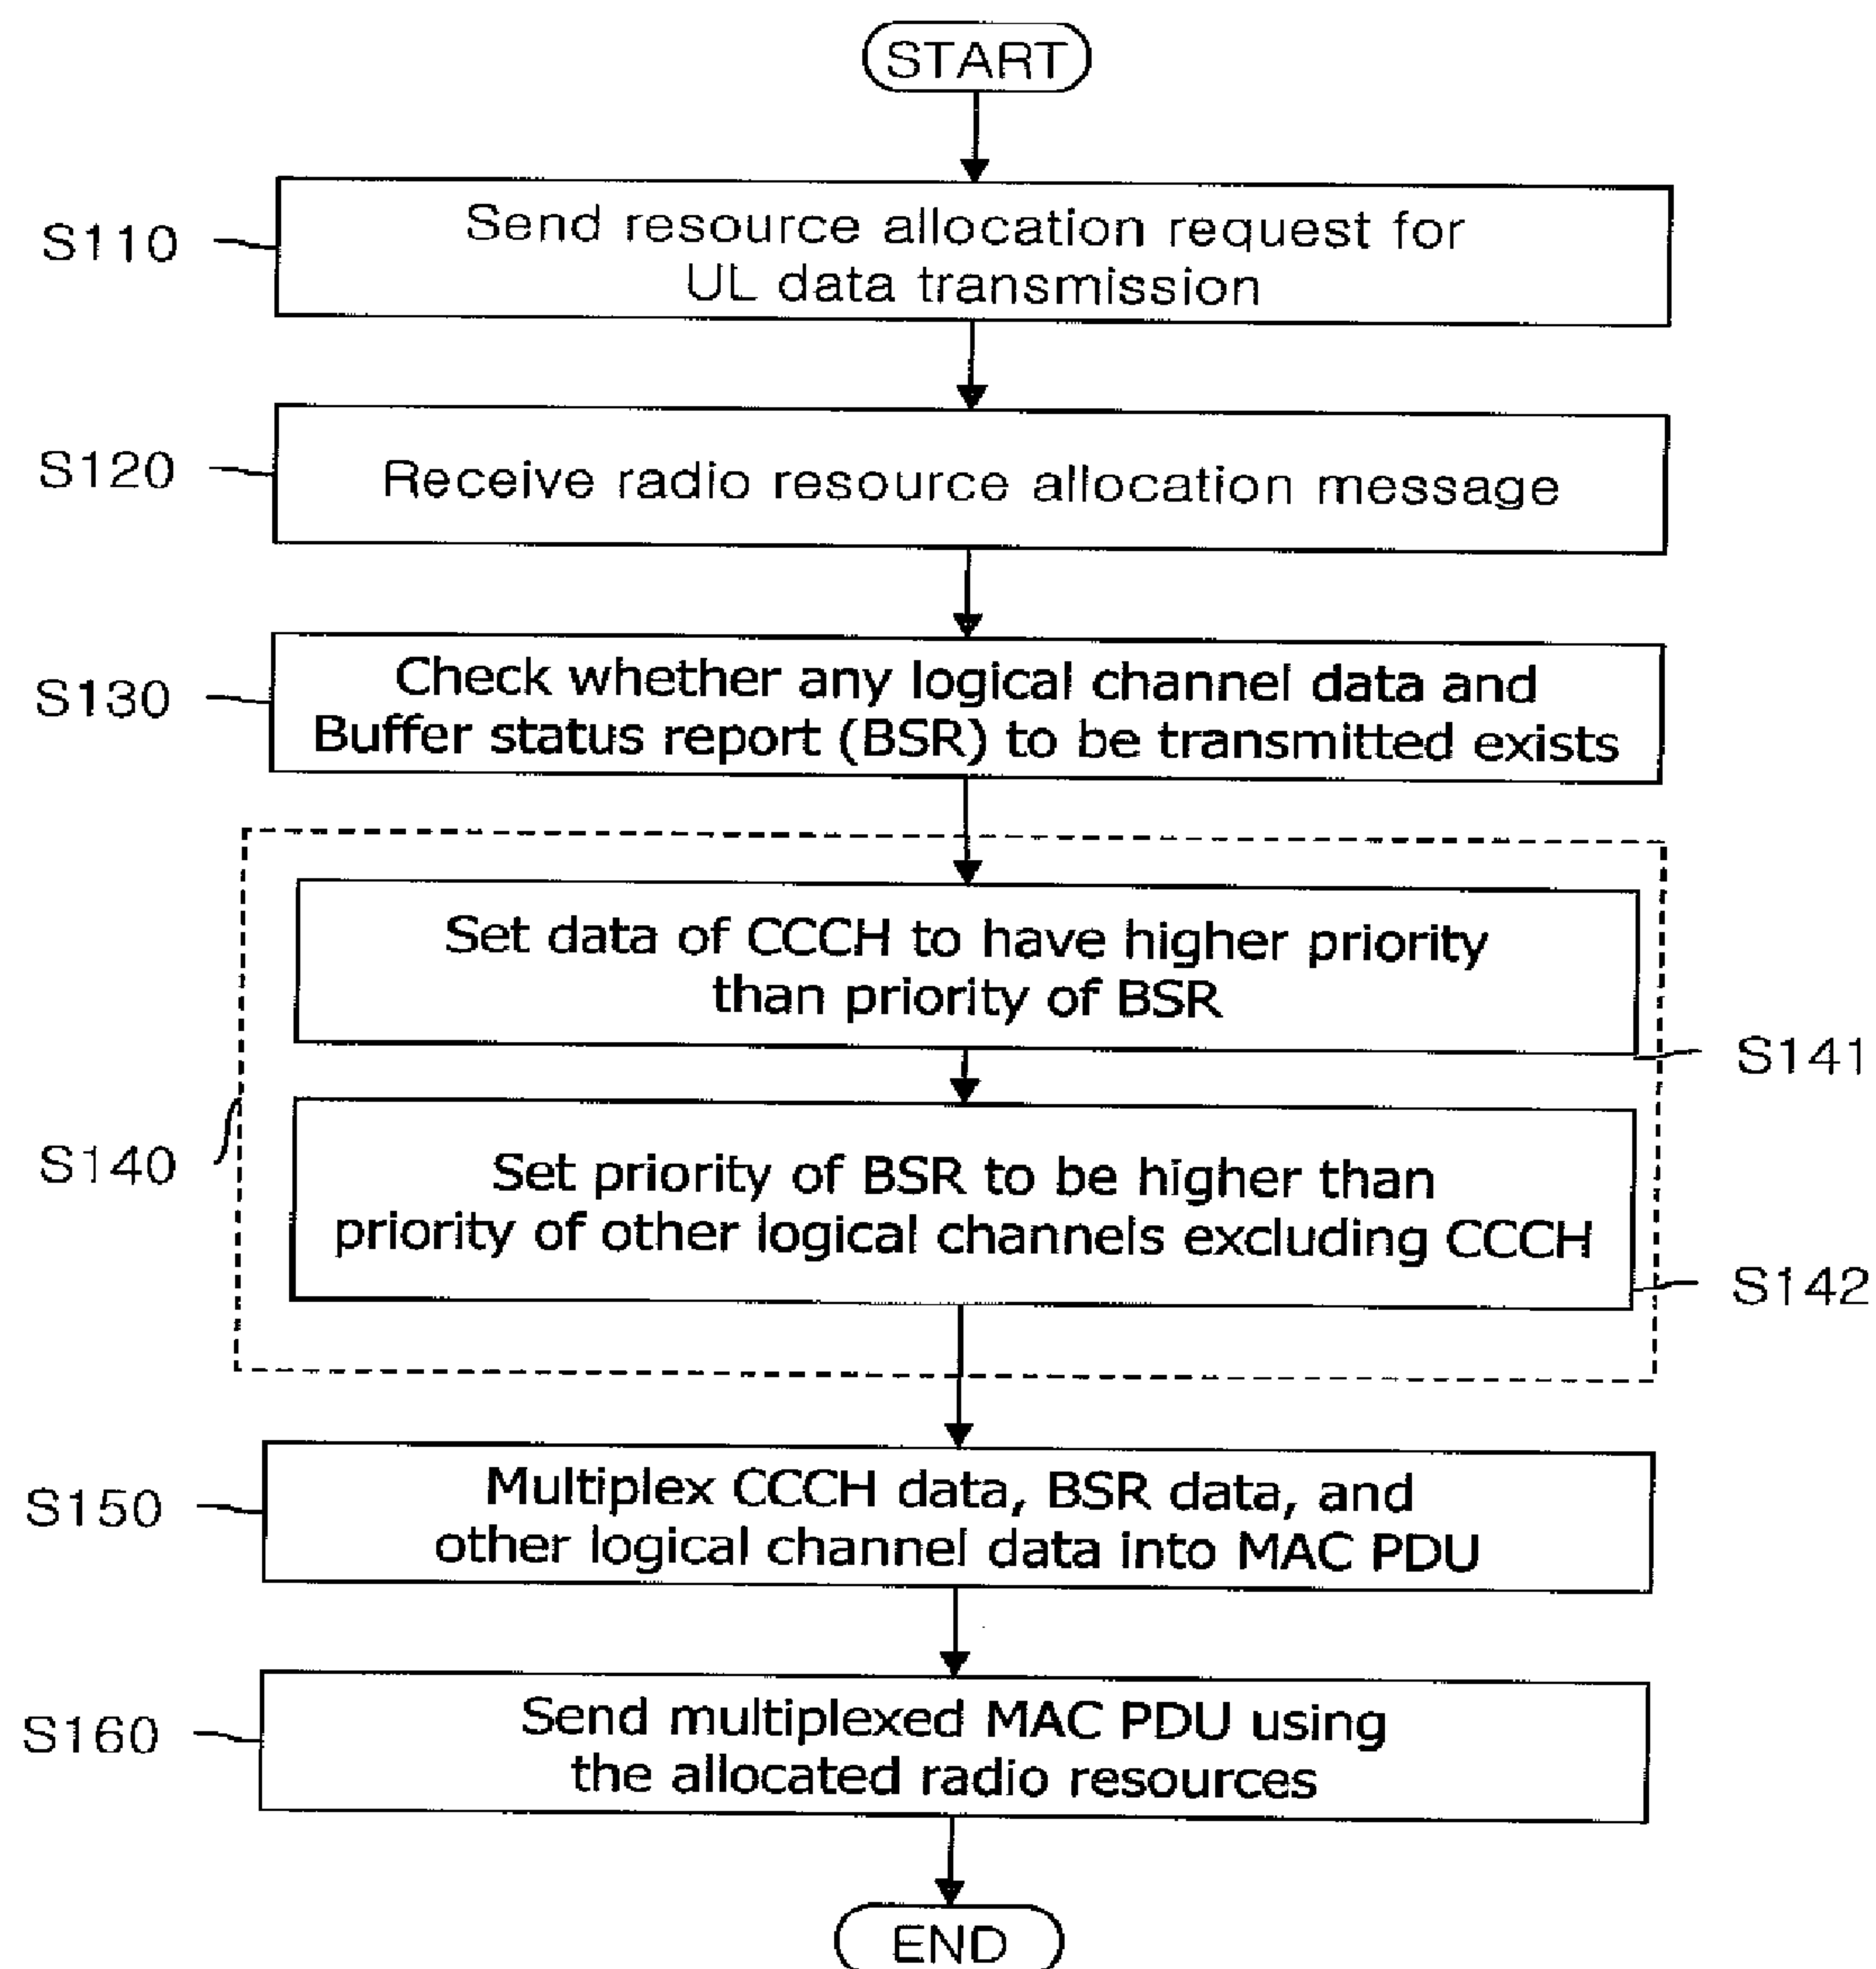 START
S110
Send resource allocation request for
UL data transmission
S120
Receive radio resource allocation message
S130
Check whether any logical channel data and
Buffer status report (BSR) to be transmitted exists
S140
Set data of CCCH to have higher priority
than priority of BSR
S141
Set priority of BSR to be higher than
priority of other logical channels excluding CCCH
S142
S150
Multiplex CCCH data, BSR data, and
other logical channel data into MAC PDU
S160
Send multiplexed MAC PDU using
the allocated radio resources
END